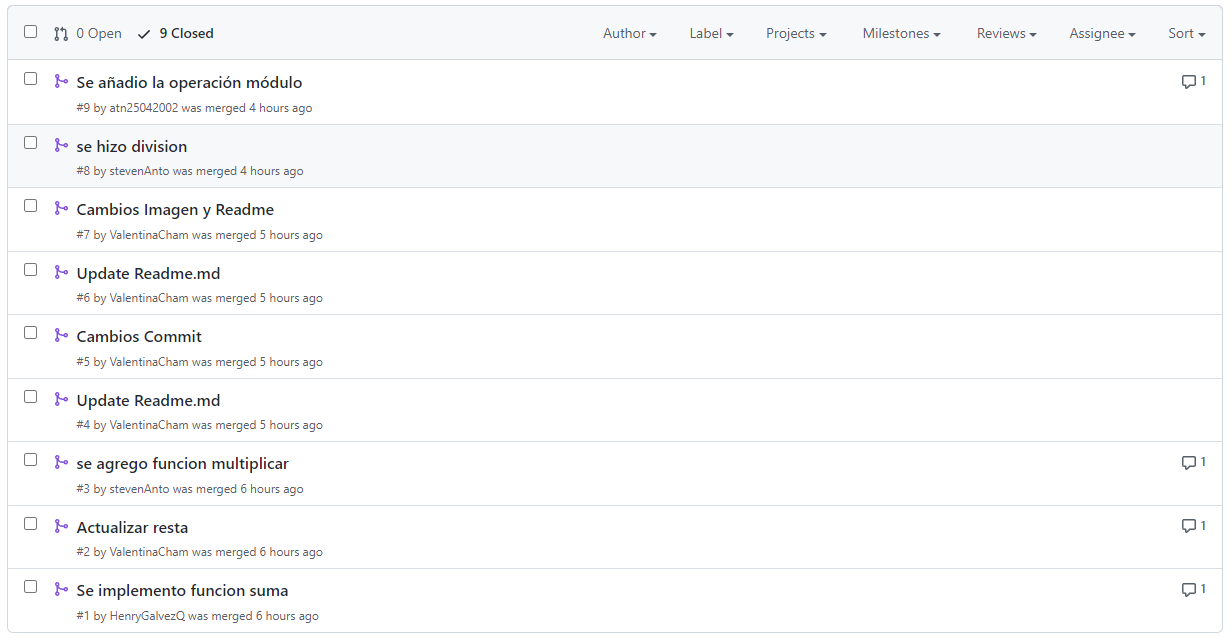 0 Open 9 Closed Author Label Projects Milestones Reviews Assignee Sort
Se añadio la operación módulo 1
#9 by atn25042002 was merged 4 hours ago
se hizo division
#8 by stevenAnto was merged 4 hours ago
Cambios Imagen y Readme
#7 by ValentinaCham was merged 5 hours ago
Update Readme.md
#6 by ValentinaCham was merged 5 hours ago
Cambios Commit
#5 by ValentinaCham was merged 5 hours ago
Update Readme.md
#4 by ValentinaCham was merged 5 hours ago
se agrego funcion multiplicar 1
#3 by stevenAnto was merged 6 hours ago
Actualizar resta 1
#2 by ValentinaCham was merged 6 hours ago
Se implemento funcion suma 1
#1 by HenryGalvezQ was merged 6 hours ago